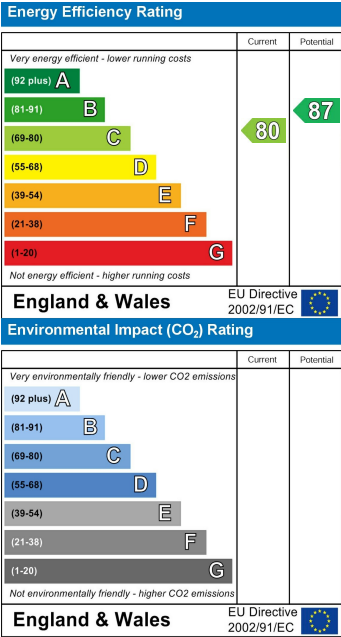 Energy Efficiency Rating
Current Potential
Very energy efficient - lower running costs
(92 plus) A
(81-91) B
87
(69-80) C
80
(55-68) D
(39-54) E
(21-38) F
(1-20) G
Not energy efficient - higher running costs
England & Wales
EU Directive
2002/91/EC
Environmental Impact (CO₂) Rating
Current Potential
Very environmentally friendly - lower CO2 emissions
(92 plus) A
(81-91) B
(69-80) C
(55-68) D
(39-54) E
(21-38) F
(1-20) G
Not environmentally friendly - higher CO2 emissions
England & Wales
EU Directive
2002/91/EC